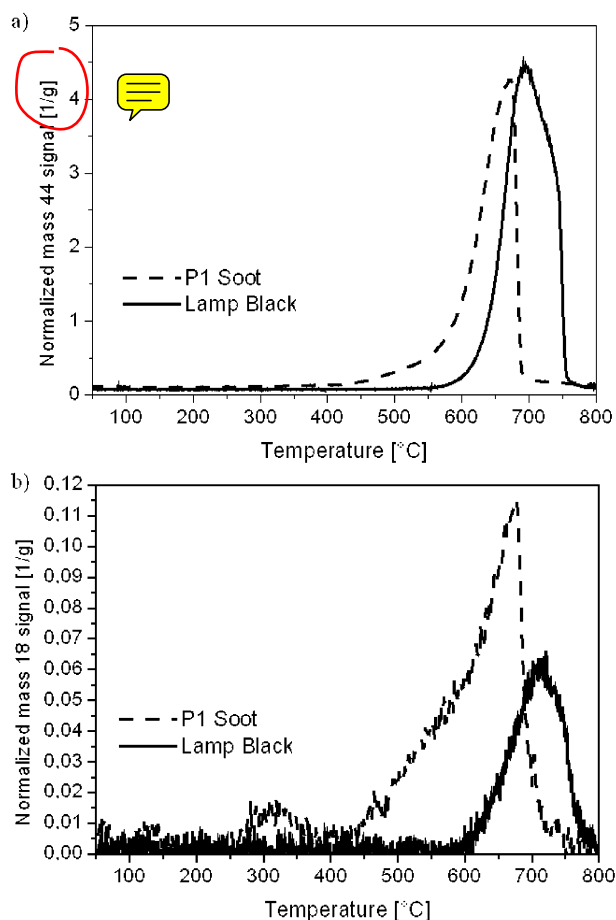 a)
5
4
3
2
1
0
Normalized mass 44 signal [1/g]
P1 Soot
Lamp Black
100 200 300 400 500 600 700 800
Temperature [°C]
b)
0,12
0,11
0,10
0,09
0,08
0,07
0,06
0,05
0,04
0,03
0,02
0,01
0,00
Normalized mass 18 signal [1/g]
P1 Soot
Lamp Black
100 200 300 400 500 600 700 800
Temperature [°C]